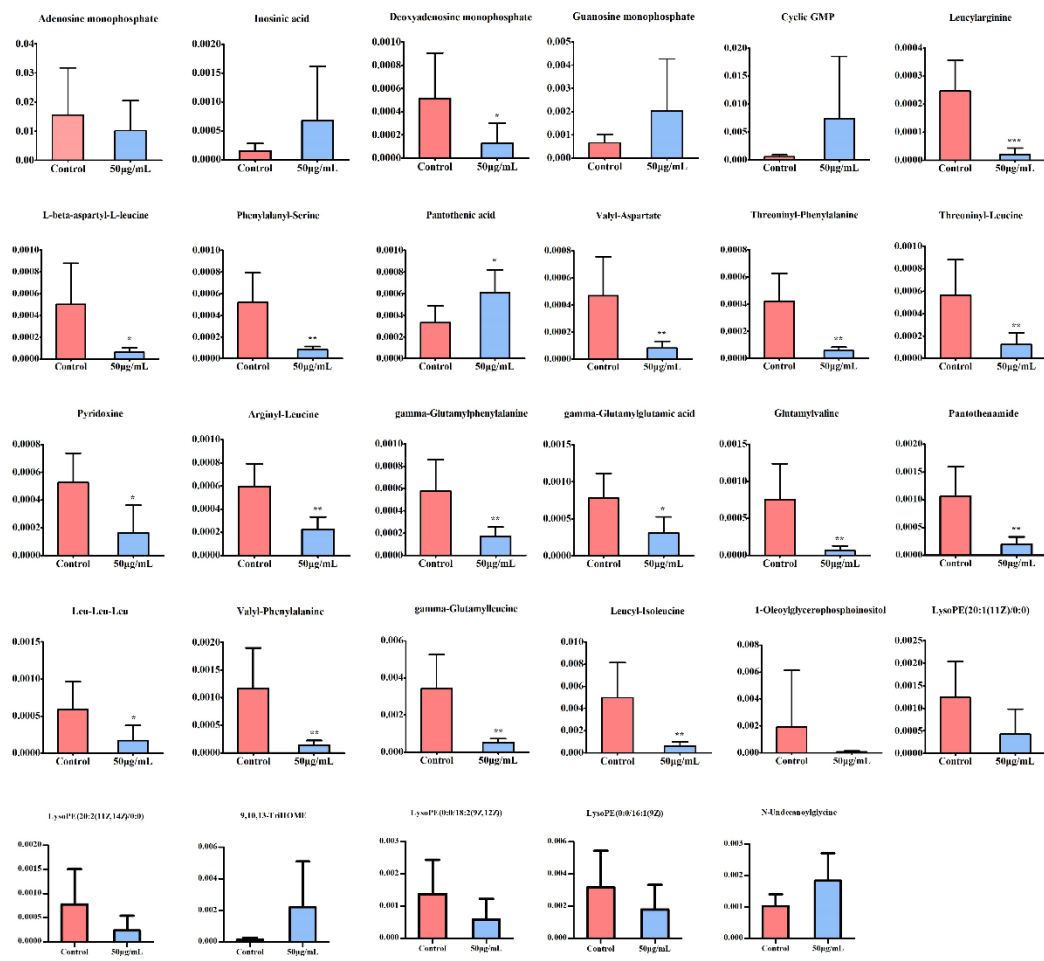 Adenosine monophosphate
0.04
0.03
0.02
0.01
0.00
Control 50µg/mL
Inosinic acid
0.0020
0.0015
0.0010
0.0005
0.0000
Control 50µg/mL
Deoxyadenosine monophosphate
0.0010
0.0008
0.0006
0.0004
0.0002
0.0000
*
Control 50µg/mL
Guanosine monophosphate
0.005
0.004
0.003
0.002
0.001
0.000
Control 50µg/mL
Cyclic GMP
0.020
0.015
0.010
0.005
0.000
Control 50µg/mL
Leucylarginine
0.0004
0.0003
0.0002
0.0001
0.0000
***
Control 50µg/mL
L-beta-aspartyl-L-leucine
0.0010
0.0008
0.0006
0.0004
0.0002
0.0000
*
Control 50µg/mL
Phenylalanyl-Serine
0.0010
0.0008
0.0006
0.0004
0.0002
0.0000
**
Control 50µg/mL
Pantothenic acid
0.0010
0.0008
0.0006
0.0004
0.0002
0.0000
*
Control 50µg/mL
Valyl-Aspartate
0.0008
0.0006
0.0004
0.0002
0.0000
**
Control 50µg/mL
Threoninyl-Phenylalanine
0.0008
0.0006
0.0004
0.0002
0.0000
**
Control 50µg/mL
Threoninyl-Leucine
0.0010
0.0008
0.0006
0.0004
0.0002
0.0000
**
Control 50µg/mL
Pyridoxine
0.0008
0.0006
0.0004
0.0002
0.0000
*
Control 50µg/mL
Arginyl-Leucine
0.0010
0.0008
0.0006
0.0004
0.0002
0.0000
**
Control 50µg/mL
gamma-Glutamylphenylalanine
0.0010
0.0008
0.0006
0.0004
0.0002
0.0000
**
Control 50µg/mL
gamma-Glutamylglutamic acid
0.0015
0.0010
0.0005
0.0000
*
Control 50µg/mL
Glutamylvaline
0.0015
0.0010
0.0005
0.0000
**
Control 50µg/mL
Pantothenamide
0.0020
0.0015
0.0010
0.0005
0.0000
**
Control 50µg/mL
Leu-Leu-Leu
0.0015
0.0010
0.0005
0.0000
*
Control 50µg/mL
Valyl-Phenylalanine
0.0020
0.0015
0.0010
0.0005
0.0000
**
Control 50µg/mL
gamma-Glutamylleucine
0.006
0.004
0.002
0.000
**
Control 50µg/mL
Leucyl-Isoleucine
0.010
0.008
0.006
0.004
0.002
0.000
**
Control 50µg/mL
1-Oleoylglycerophosphoinositol
0.008
0.006
0.004
0.002
0.000
Control 50µg/mL
LysoPE(20:1(11Z)/0:0)
0.0025
0.0020
0.0015
0.0010
0.0005
0.0000
Control 50µg/mL
LysoPE(20:2(11Z,14Z)/0:0)
0.0020
0.0015
0.0010
0.0005
0.0000
Control 50µg/mL
9,10,13-TriHOME
0.006
0.004
0.002
0.000
Control 50µg/mL
LysoPE(0:0/18:2(9Z,12Z))
0.003
0.002
0.001
0.000
Control 50µg/mL
LysoPE(0:0/16:1(9Z))
0.006
0.004
0.002
0.000
Control 50µg/mL
N-Undecanoylglycine
0.003
0.002
0.001
0.000
Control 50µg/mL